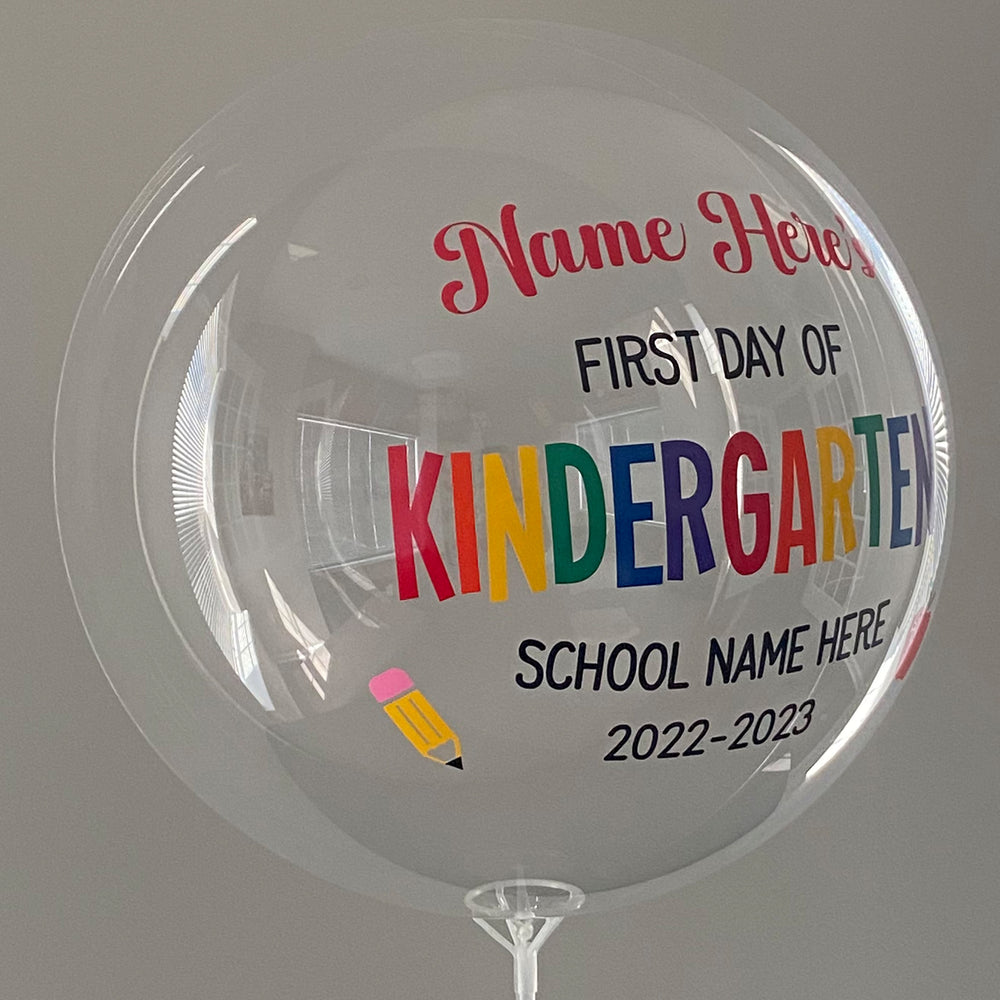 Name Here's
FIRST DAY OF
KINDERGARTEN
SCHOOL NAME HERE
2022-2023